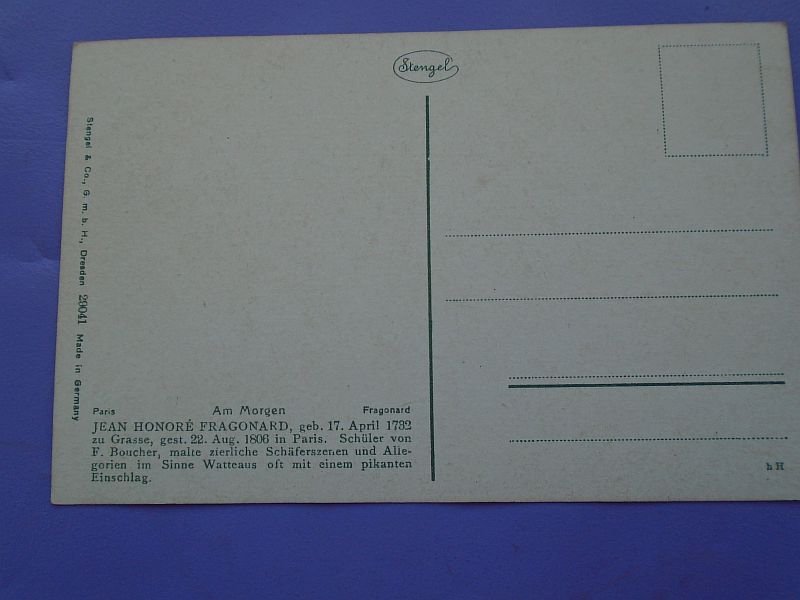 Stengel
Stengel & Co., G. m. b. H., Dresden 29041 Made in Germany
Paris Am Morgen Fragonard
JEAN HONORÉ FRAGONARD, geb. 17. April 1732
zu Grasse, gest. 22. Aug. 1806 in Paris. Schüler von
F. Boucher, malte zierliche Schäferszenen und Alle-
gorien im Sinne Watteaus oft mit einem pikanten
Einschlag.
h H